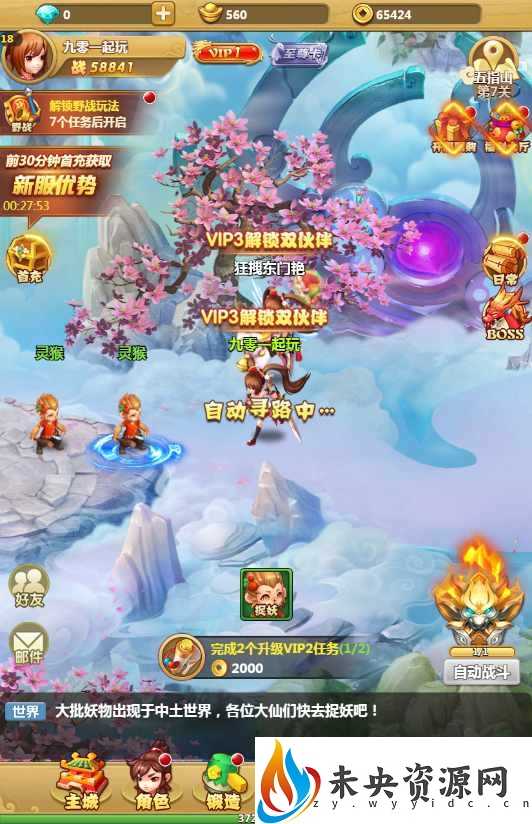 0
560
65424
18
九零一起玩
战 58841
VIP1
至尊卡
五指山
第7关
野战
解锁野战玩法
7个任务后开启
前30分钟首充获取
新服优势
00:27:53
首充
日常
BOSS
VIP3解锁双伙伴
狂拽东门艳
VIP3解锁双伙伴
九零一起玩
灵猴
灵猴
自动寻路中…
好友
捉妖
邮件
完成2个升级VIP2任务(1/2)
2000
1/1
自动战斗
世界
大批妖物出现于中土世界，各位大仙们快去捉妖吧！
主城
角色
锻造
未央资源网
zy.wyyidc.cn